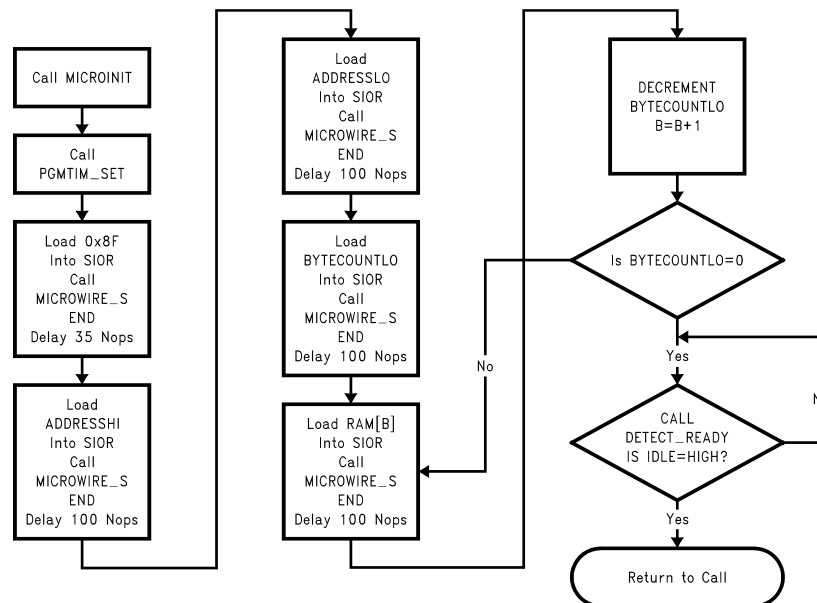 Call MICROINIT
Call
PGMTIM_SET
Load 0x8F
Into SIOR
Call
MICROWIRE_S
END
Delay 35 Nops
Load
ADDRESSHI
Into SIOR
Call
MICROWIRE_S
END
Delay 100 Nops
Load
ADDRESSLO
Into SIOR
Call
MICROWIRE_S
END
Delay 100 Nops
Load
BYTECOUNTLO
Into SIOR
Call
MICROWIRE_S
END
Delay 100 Nops
Load RAM[B]
Into SIOR
Call
MICROWIRE_S
END
Delay 100 Nops
DECREMENT
BYTECOUNTLO
B=B+1
Is BYTECOUNTLO=0
No
Yes
CALL
DETECT_READY
IS IDLE=HIGH?
Yes
Return to Call